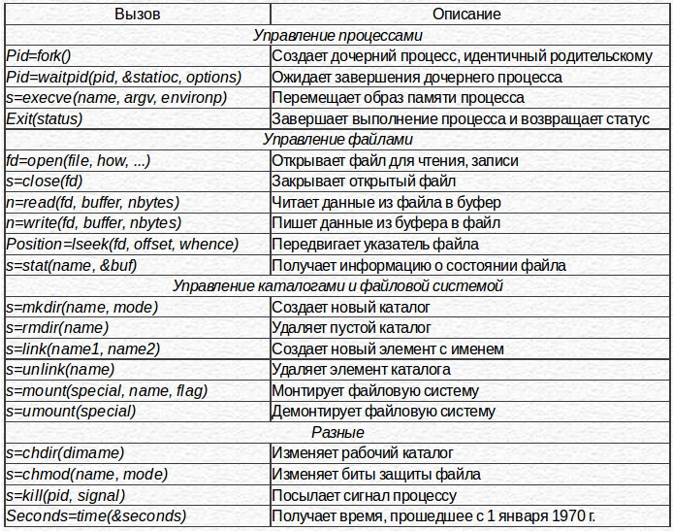 Вызов Описание
Управление процессами
Pid=fork() Создает дочерний процесс, идентичный родительскому
Pid=waitpid(pid, &statioc, options) Ожидает завершения дочернего процесса
s=execve(name, argv, environp) Перемещает образ памяти процесса
Exit(status) Завершает выполнение процесса и возвращает статус
Управление файлами
fd=open(file, how, ...) Открывает файл для чтения, записи
s=close(fd) Закрывает открытый файл
n=read(fd, buffer, nbytes) Читает данные из файла в буфер
n=write(fd, buffer, nbytes) Пишет данные из буфера в файл
Position=lseek(fd, offset, whence) Передвигает указатель файла
s=stat(name, &buf) Получает информацию о состоянии файла
Управление каталогами и файловой системой
s=mkdir(name, mode) Создает новый каталог
s=rmdir(name) Удаляет пустой каталог
s=link(name1, name2) Создает новый элемент с именем
s=unlink(name) Удаляет элемент каталога
s=mount(special, name, flag) Монтирует файловую систему
s=umount(special) Демонтирует файловую систему
Разные
s=chdir(dimame) Изменяет рабочий каталог
s=chmod(name, mode) Изменяет биты защиты файла
s=kill(pid, signal) Посылает сигнал процессу
Seconds=time(&seconds) Получает время, прошедшее с 1 января 1970 г.